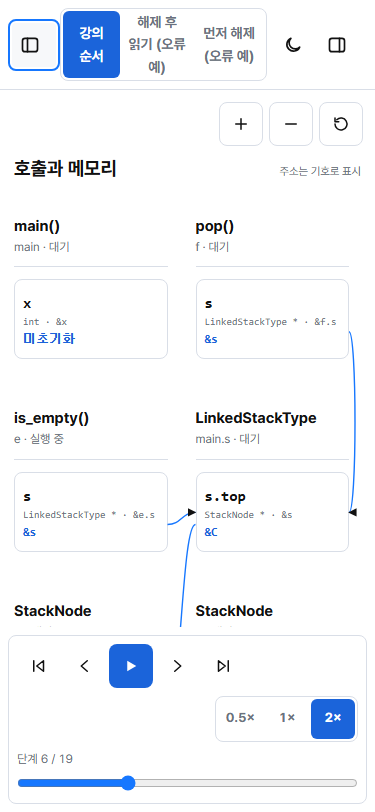 강의
순서
해제 후
읽기 (오류
예)
먼저 해제
(오류 예)
호출과 메모리
주소는 기호로 표시
main()
main · 대기
x
int · &x
미초기화
pop()
f · 대기
s
LinkedStackType * · &f.s
&s
is_empty()
e · 실행 중
s
LinkedStackType * · &e.s
&s
LinkedStackType
main.s · 대기
s.top
StackNode * · &s
&C
StackNode
StackNode
0.5×
1×
2×
단계 6 / 19